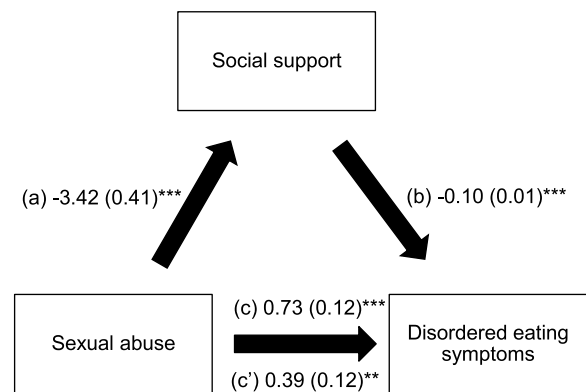 Social support
(a) -3.42 (0.41)***
(b) -0.10 (0.01)***
(c) 0.73 (0.12)***
Sexual abuse
Disordered eating
symptoms
(c') 0.39 (0.12)**